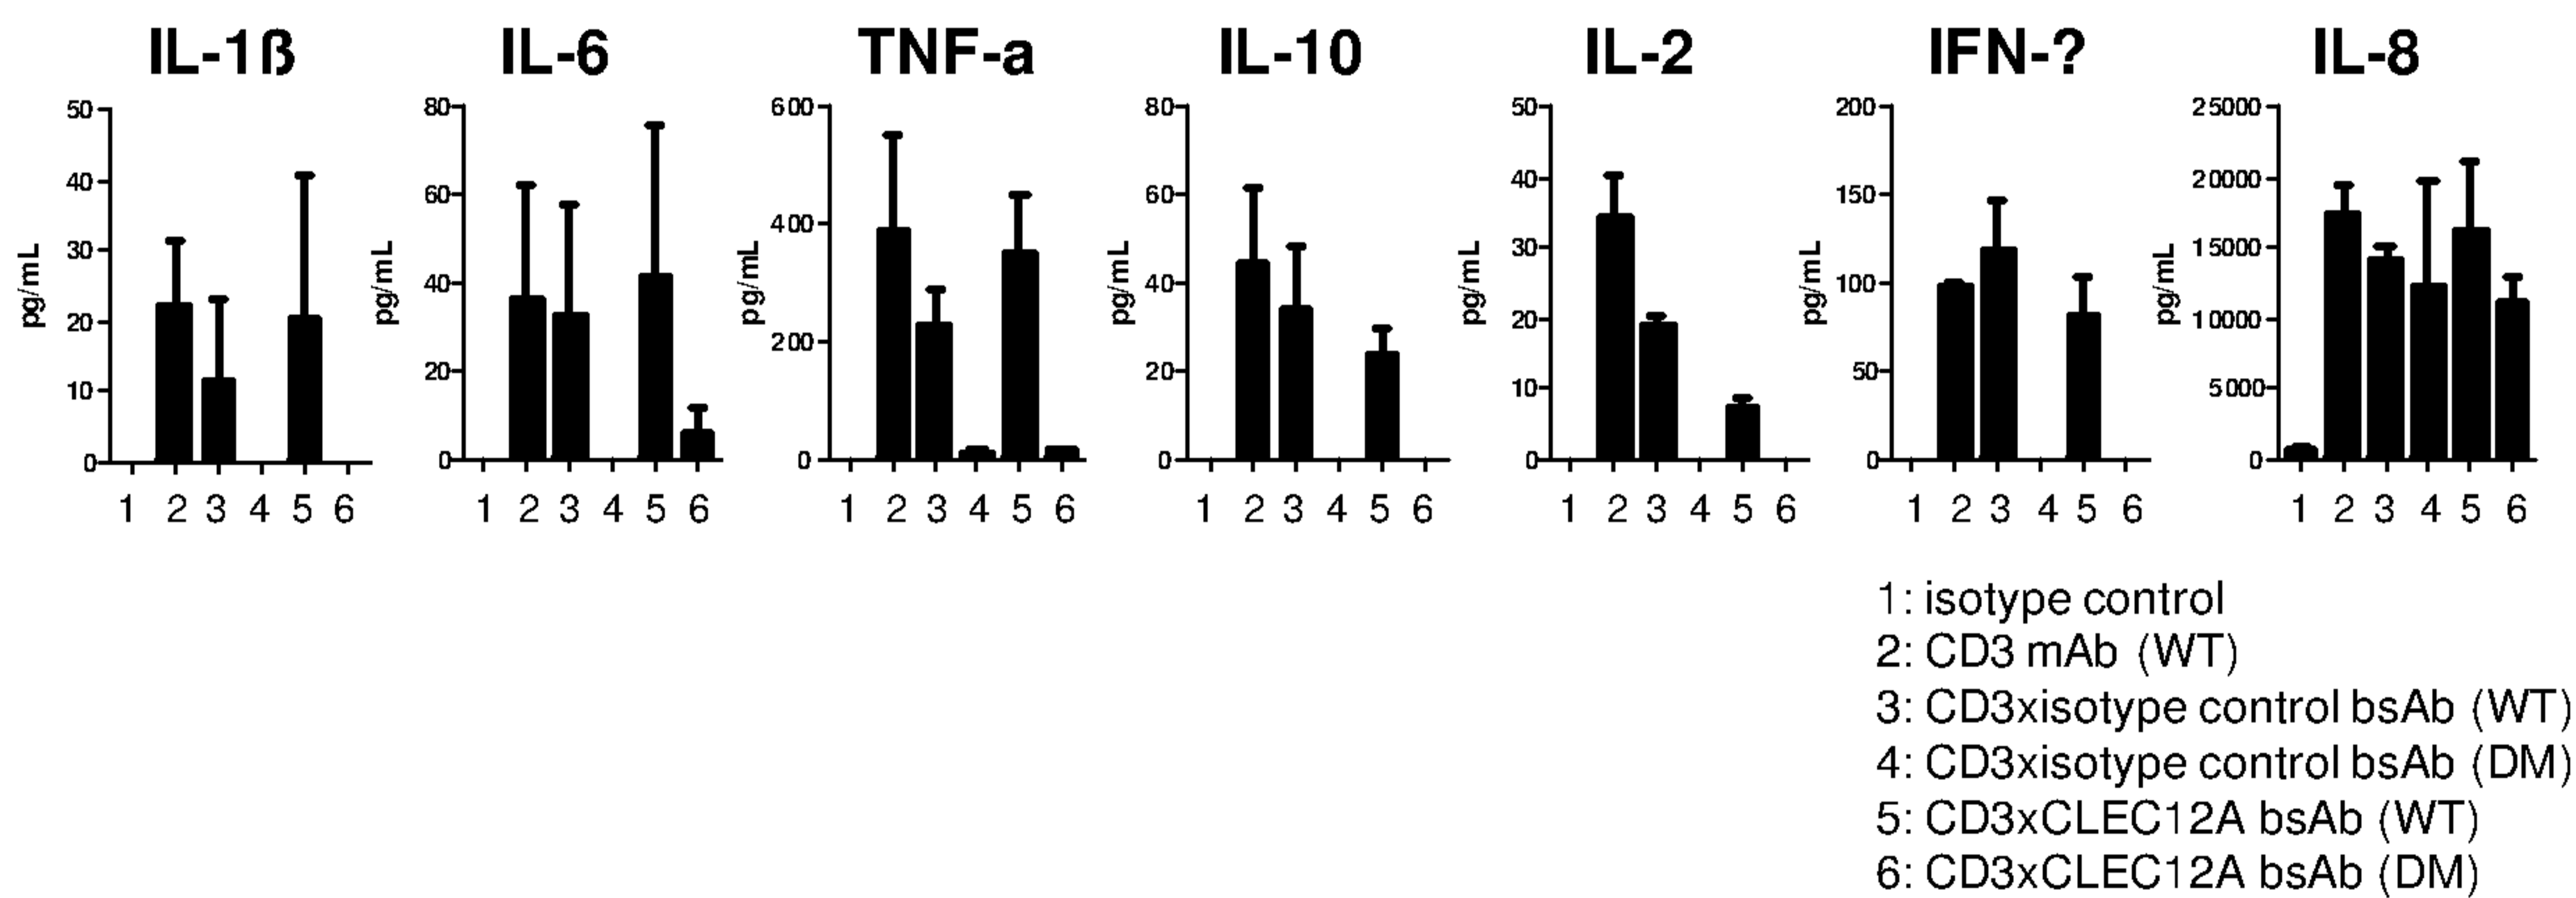 IL-1ß IL-6 TNF-a IL-10 IL-2 IFN-? IL-8
pg/mL
50
40
30
20
10
0
1 2 3 4 5 6
pg/mL
80
60
40
20
0
1 2 3 4 5 6
pg/mL
600
400
200
0
1 2 3 4 5 6
pg/mL
80
60
40
20
0
1 2 3 4 5 6
pg/mL
50
40
30
20
10
0
1 2 3 4 5 6
pg/mL
200
150
100
50
0
1 2 3 4 5 6
pg/mL
25000
20000
15000
10000
5000
0
1 2 3 4 5 6
1: isotype control
2: CD3 mAb (WT)
3: CD3xisotype control bsAb (WT)
4: CD3xisotype control bsAb (DM)
5: CD3xCLEC12A bsAb (WT)
6: CD3xCLEC12A bsAb (DM)